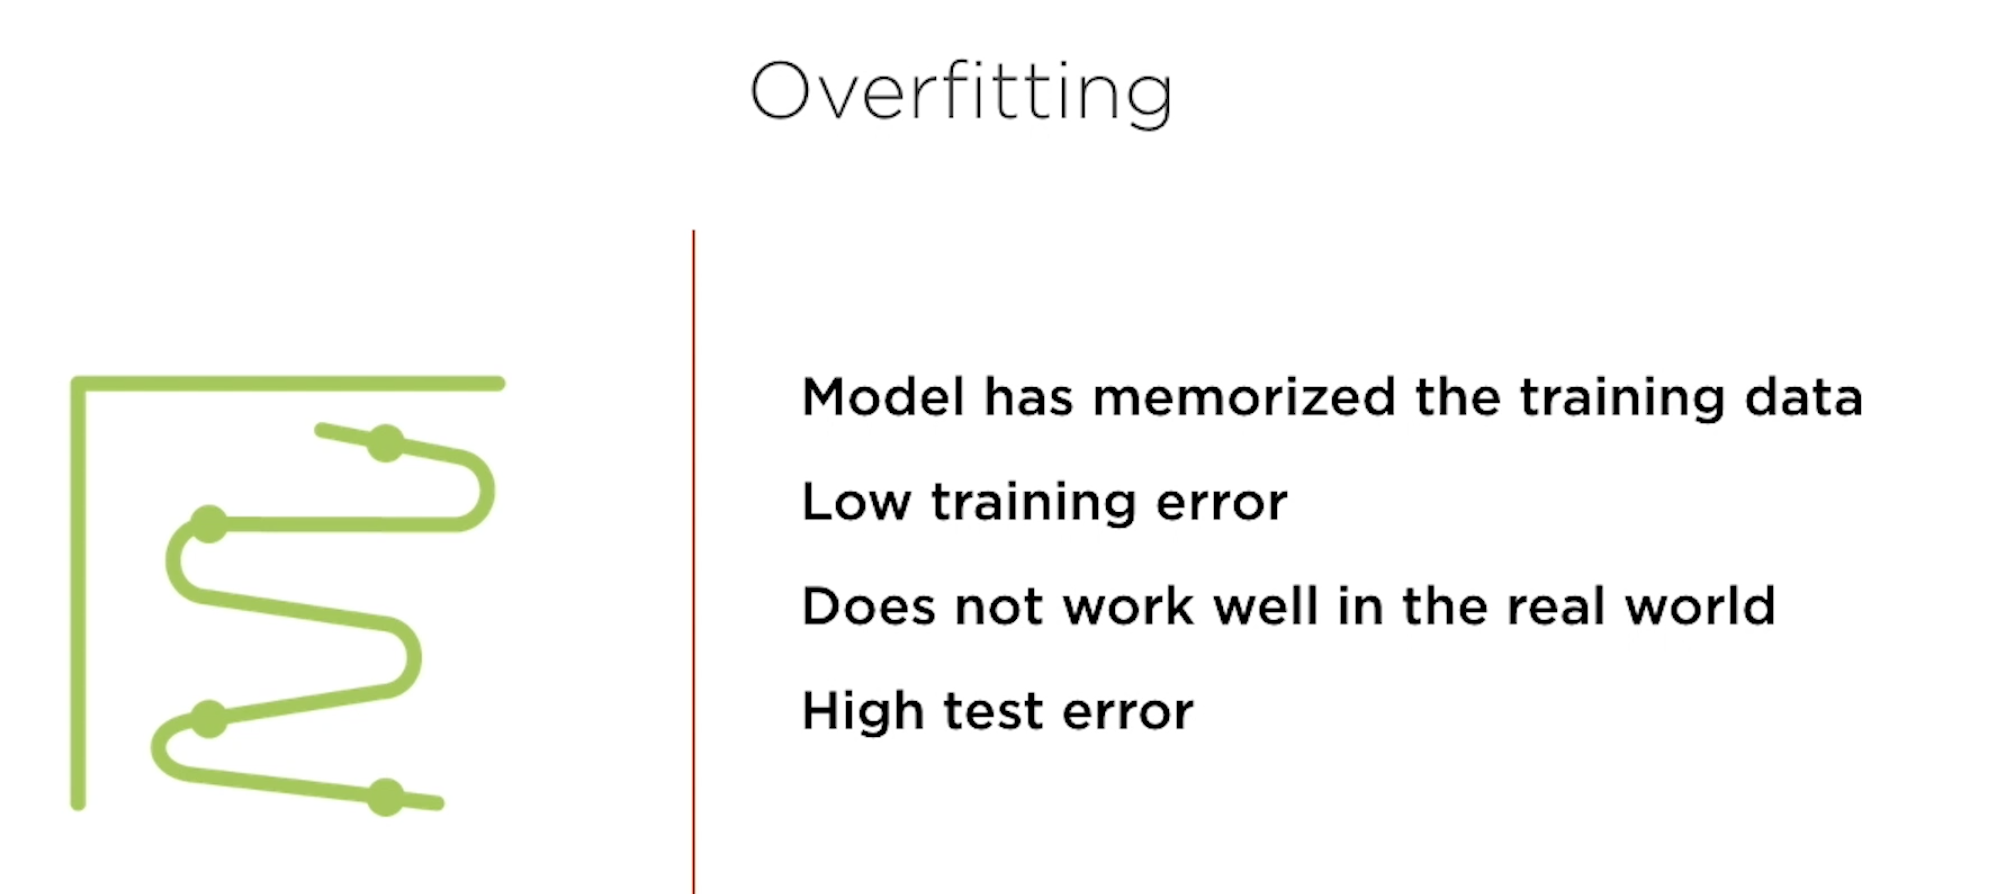 Overfitting
Model has memorized the training data
Low training error
Does not work well in the real world
High test error